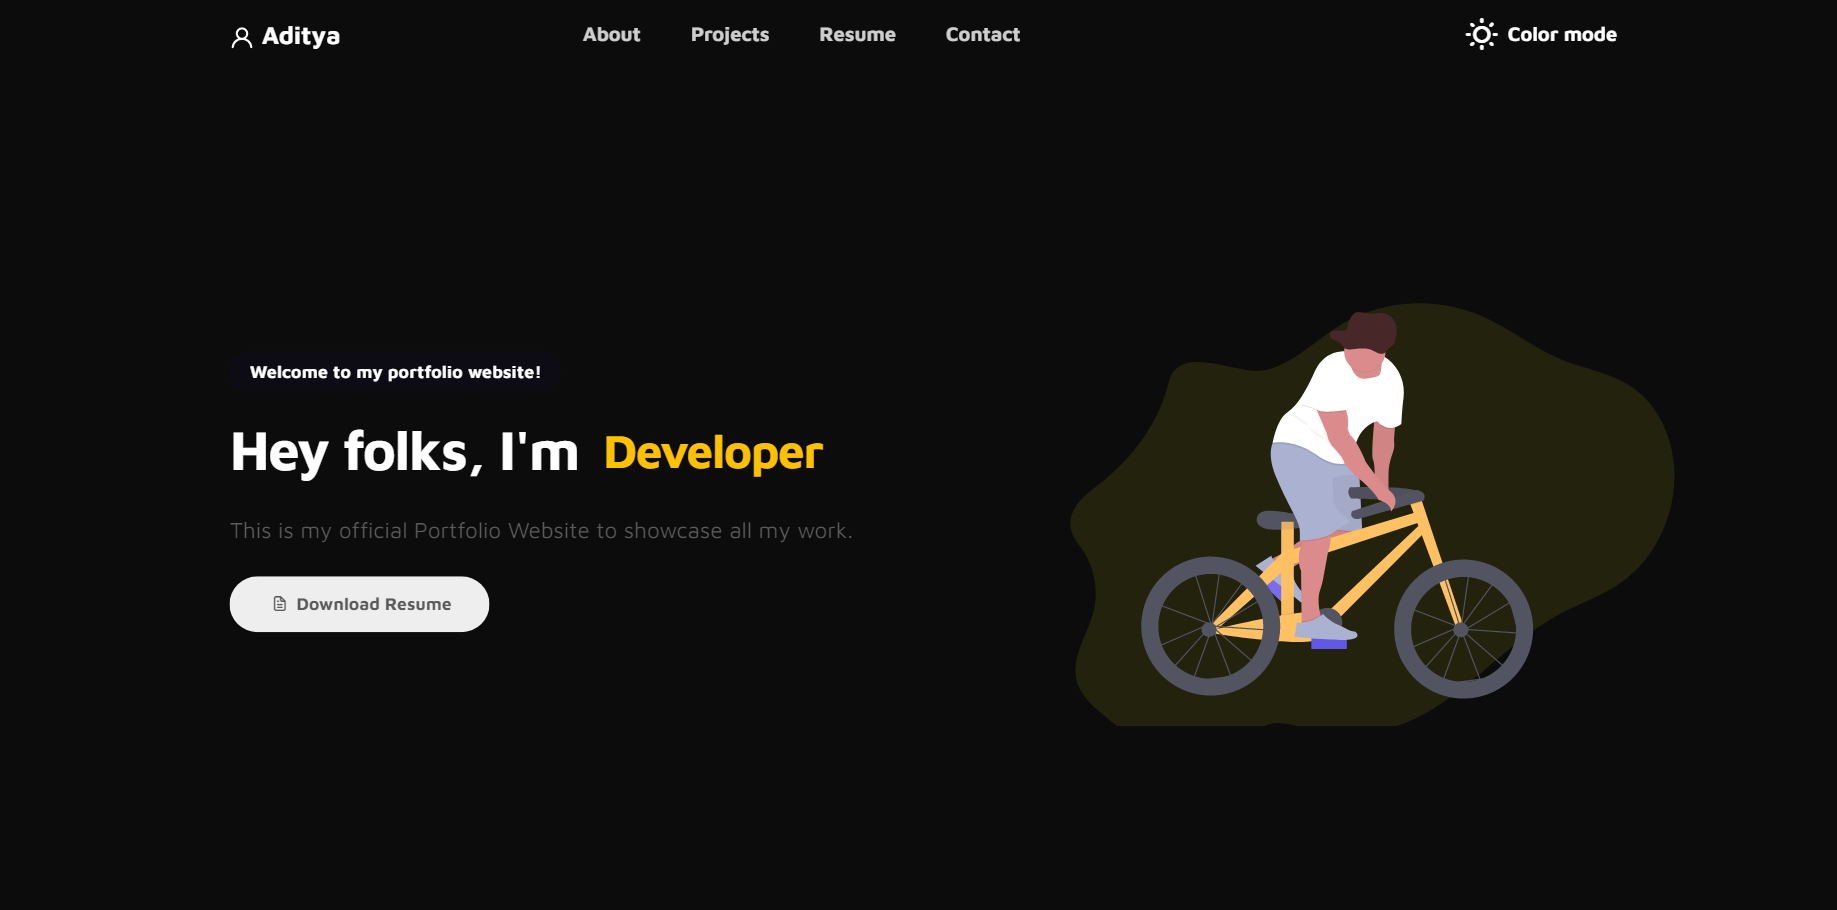 Aditya
About Projects Resume Contact
Color mode
Welcome to my portfolio website!
Hey folks, I'm Developer
This is my official Portfolio Website to showcase all my work.
Download Resume